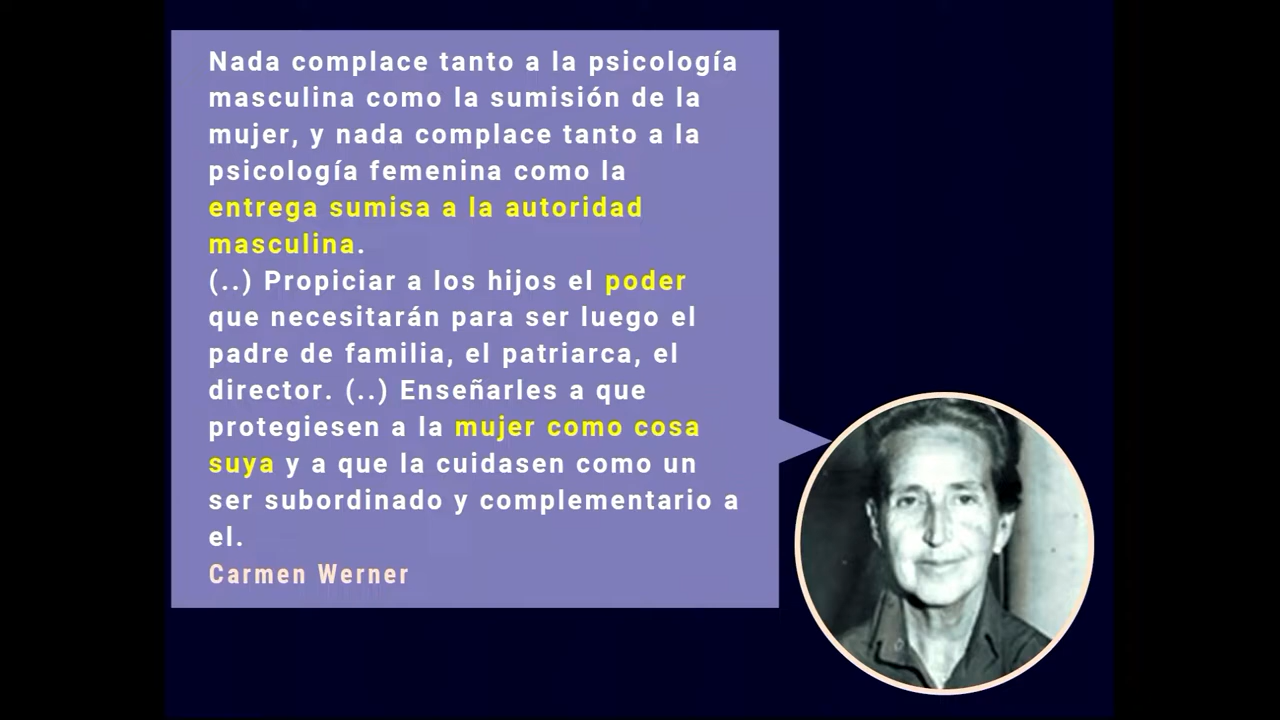 Nada complace tanto a la psicología
masculina como la sumisión de la
mujer, y nada complace tanto a la
psicología femenina como la
entrega sumisa a la autoridad
masculina.
(..) Propiciar a los hijos el poder
que necesitarán para ser luego el
padre de familia, el patriarca, el
director. (..) Enseñarles a que
protegiesen a la mujer como cosa
suya y a que la cuidasen como un
ser subordinado y complementario a
el.
Carmen Werner